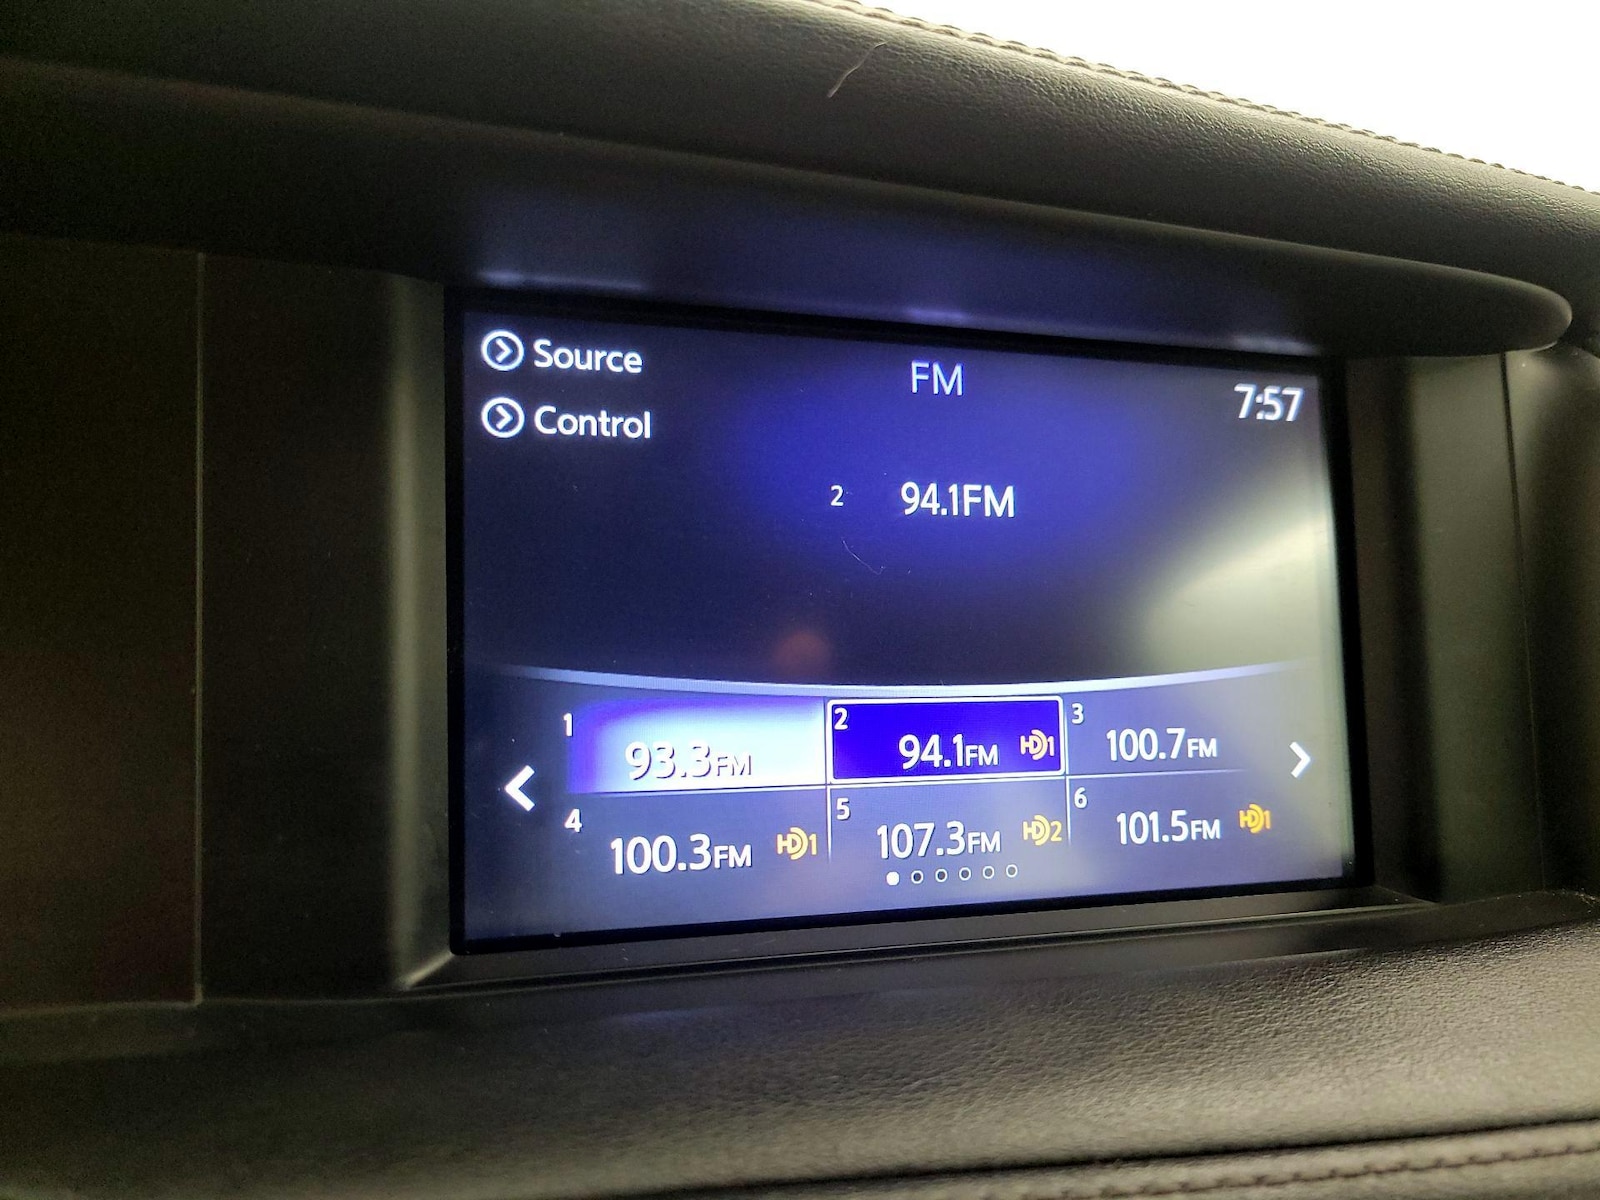 Source
FM
7:57
Control
2 94.1FM
1 93.3FM
2 94.1FM HD1
3 100.7FM
4 100.3FM HD1
5 107.3FM HD2
6 101.5FM HD1